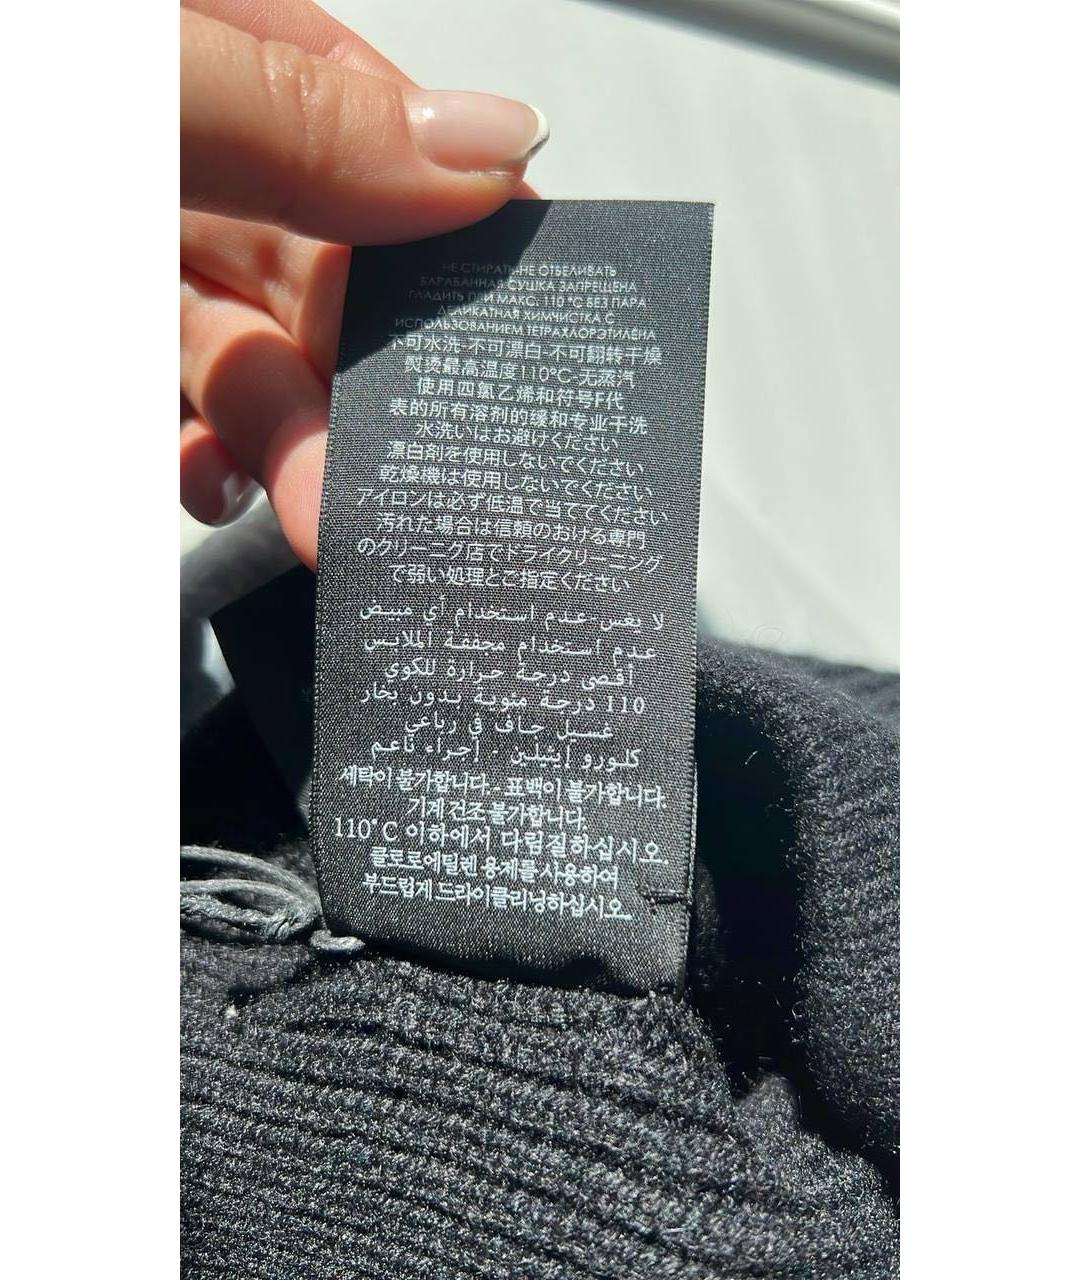 НЕ СТИРАТЬ-НЕ ОТБЕЛИВАТЬ
БАРАБАННАЯ СУШКА ЗАПРЕЩЕНА
ГЛАДИТЬ ПРИ МАКС. 110 °C БЕЗ ПАРА
ДЕЛИКАТНАЯ ХИМЧИСТКА С
ИСПОЛЬЗОВАНИЕМ ТЕТРАХЛОРЭТИЛЕНА
不可水洗-不可漂白-不可翻转干燥
熨烫最高温度110°C-无蒸汽
使用四氯乙烯和符号F代
表的所有溶剂的缓和专业干洗
水洗いはお避けください
漂白剤を使用しないでください
乾燥機は使用しないでください
アイロンは必ず低温で当ててください
汚れた場合は信頼のおける専門
のクリーニング店でドライクリーニング
で弱い処理とご指定ください
لا يغس-عدم استخدام أي مبيض
عدم استخدام مجففة الملابس
أقصى درجة حرارة للكوي
110 درجة مئوية بدون بخار
غسيل جاف في رباعي
كلورو إيثيلين - إجراء ناعم
세탁이 불가합니다. - 표백이 불가합니다.
기계 건조 불가합니다.
110°C 이하에서 다림질하십시오.
클로로에틸렌 용제를 사용하여
부드럽게 드라이클리닝하십시오.